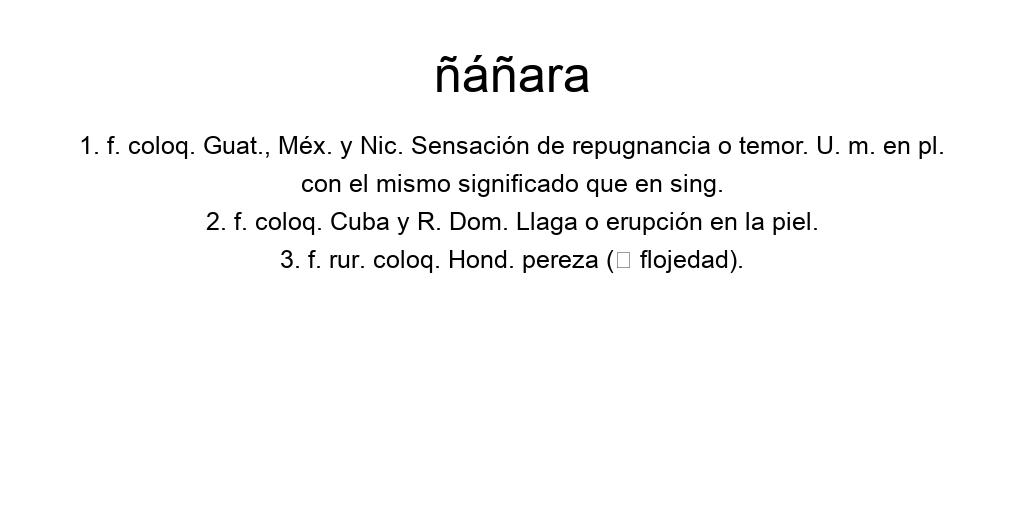 ñáñara
1. f. coloq. Guat., Méx. y Nic. Sensación de repugnancia o temor. U. m. en pl.
con el mismo significado que en sing.
2. f. coloq. Cuba y R. Dom. Llaga o erupción en la piel.
3. f. rur. coloq. Hond. pereza (□ flojedad).